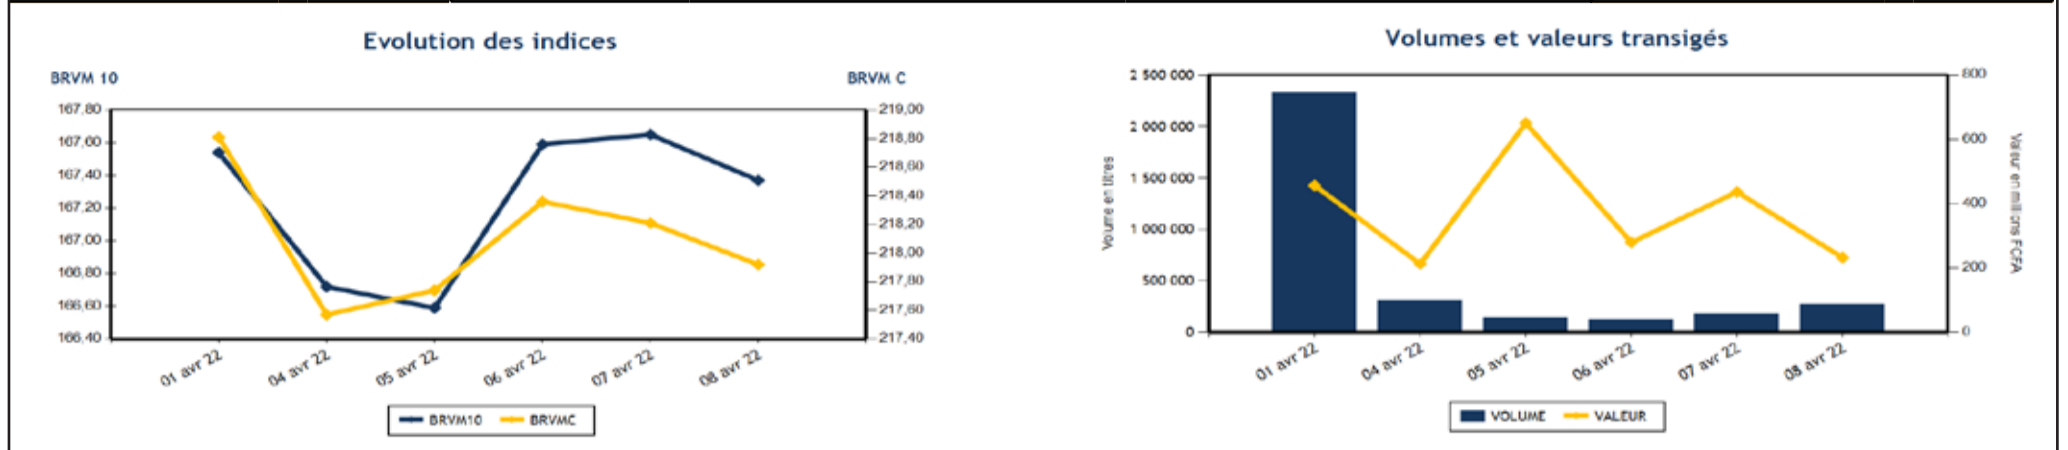 Evolution des indices
BRVM 10
BRVM C
167,80
167,60
167,40
167,20
167,00
166,80
166,60
166,40
219,00
218,80
218,60
218,40
218,20
218,00
217,80
217,60
217,40
01 avr 22
04 avr 22
05 avr 22
06 avr 22
07 avr 22
08 avr 22
BRVM10 BRVMC
Volumes et valeurs transigés
Volume en titres
2 500 000
2 000 000
1 500 000
1 000 000
500 000
0
800
600
400
200
0
Valeur en millions FCFA
01 avr 22
04 avr 22
05 avr 22
06 avr 22
07 avr 22
08 avr 22
VOLUME VALEUR